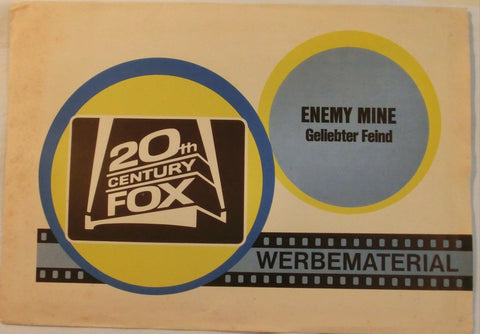 20th
CENTURY
FOX
ENEMY MINE
Geliebter Feind
WERBEMATERIAL